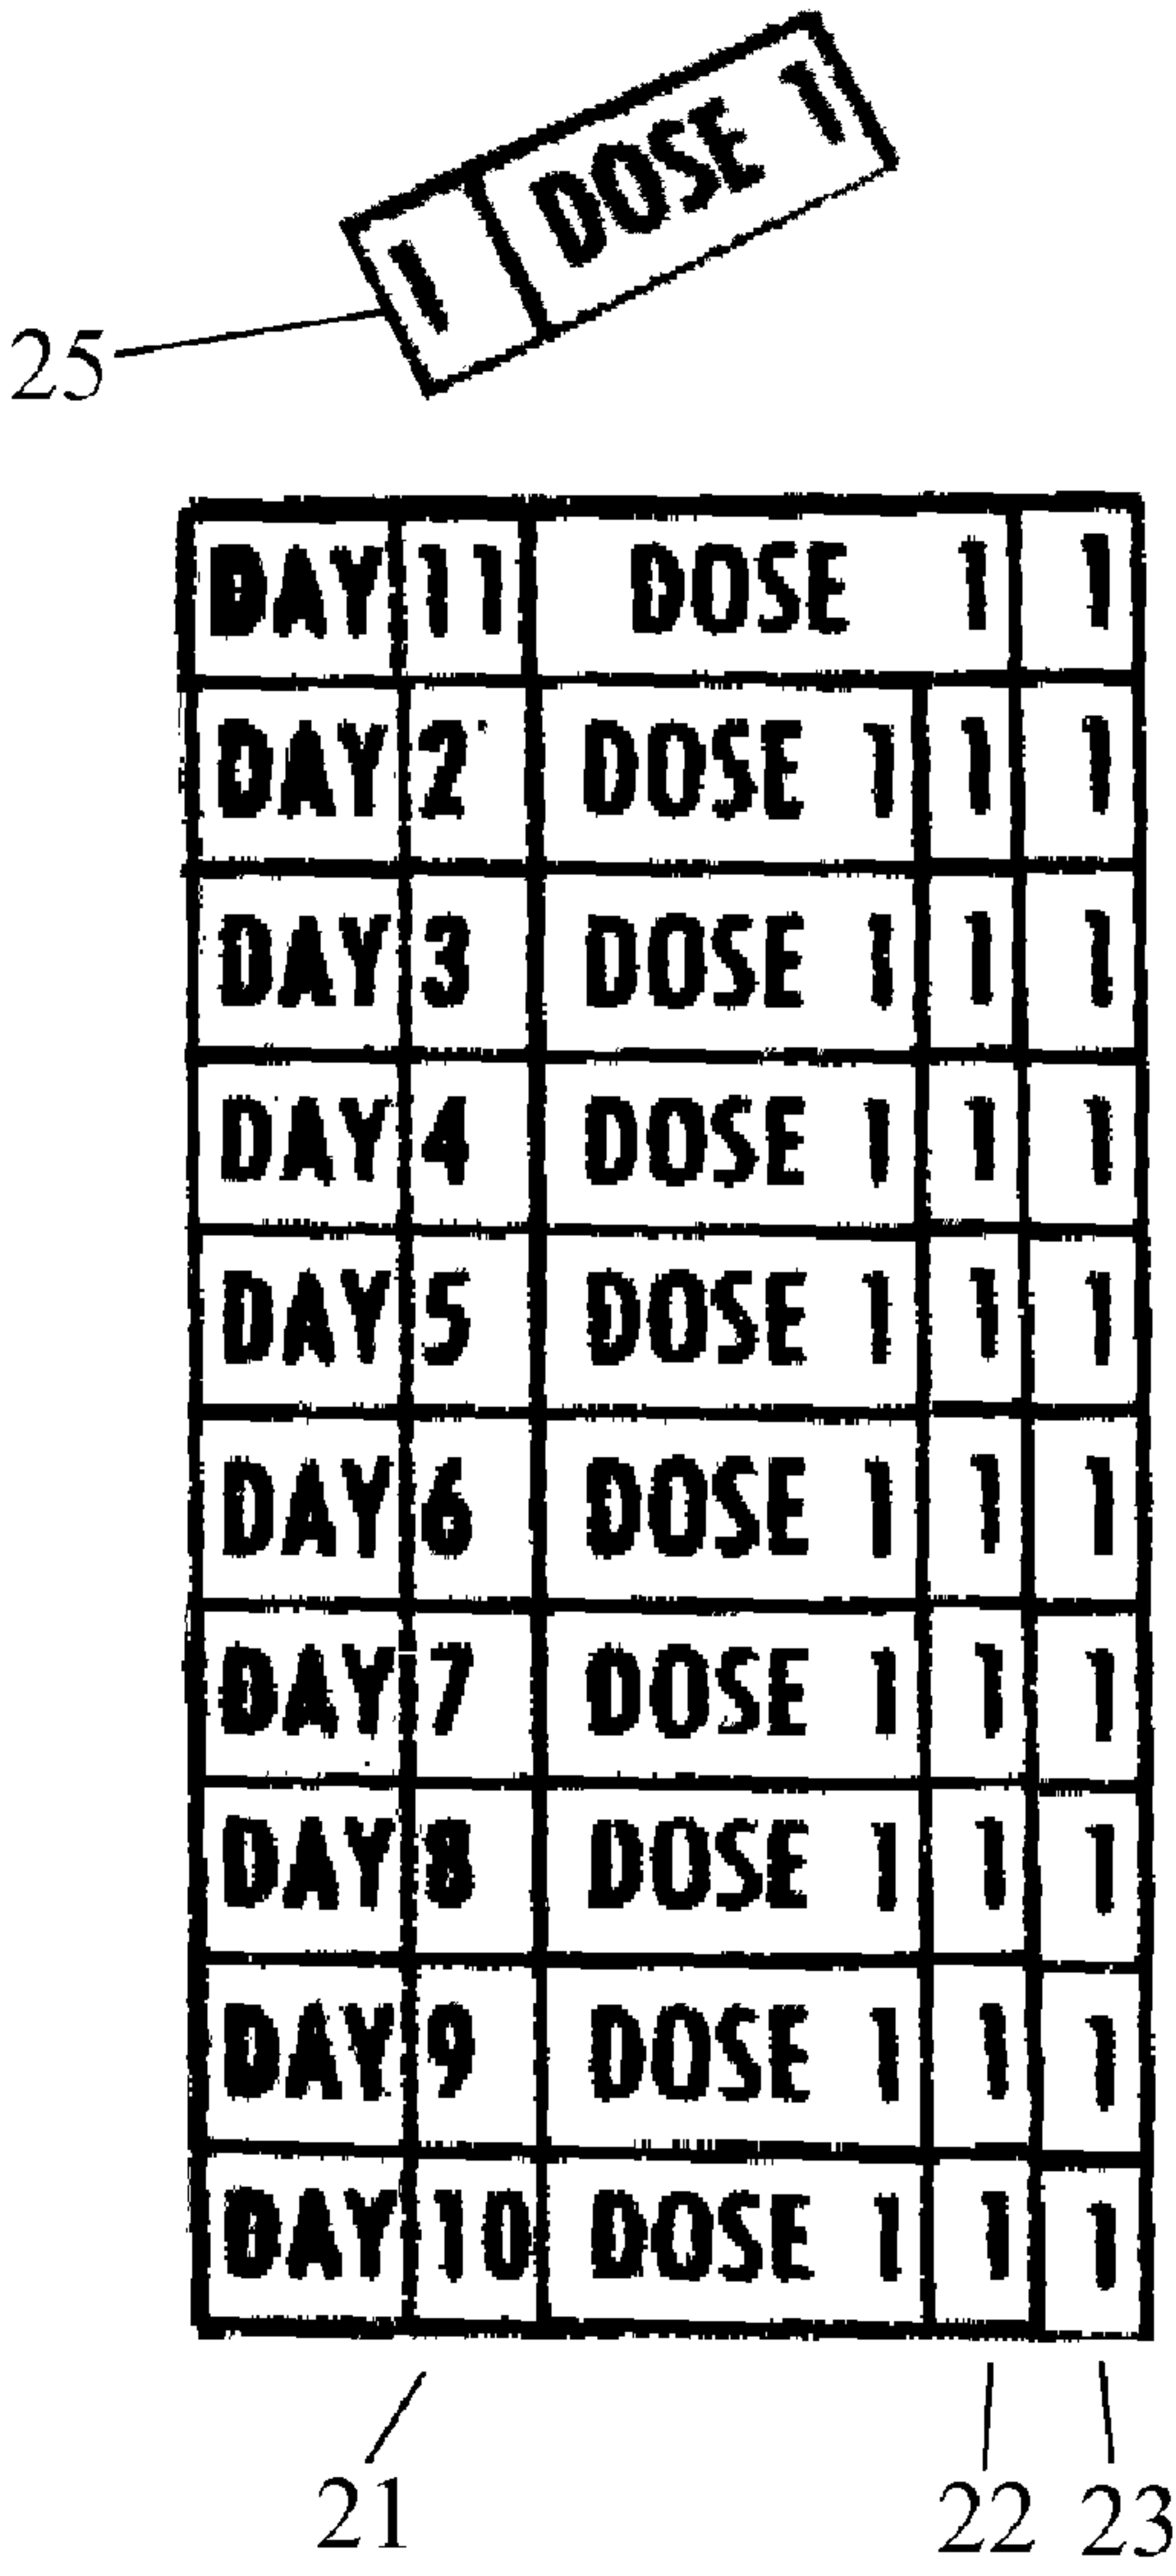 1 DOSE 1
25
DAY 11 DOSE 1 1
DAY 2 DOSE 1 1 1
DAY 3 DOSE 1 1 1
DAY 4 DOSE 1 1 1
DAY 5 DOSE 1 1 1
DAY 6 DOSE 1 1 1
DAY 7 DOSE 1 1 1
DAY 8 DOSE 1 1 1
DAY 9 DOSE 1 1 1
DAY 10 DOSE 1 1 1
21 22 23